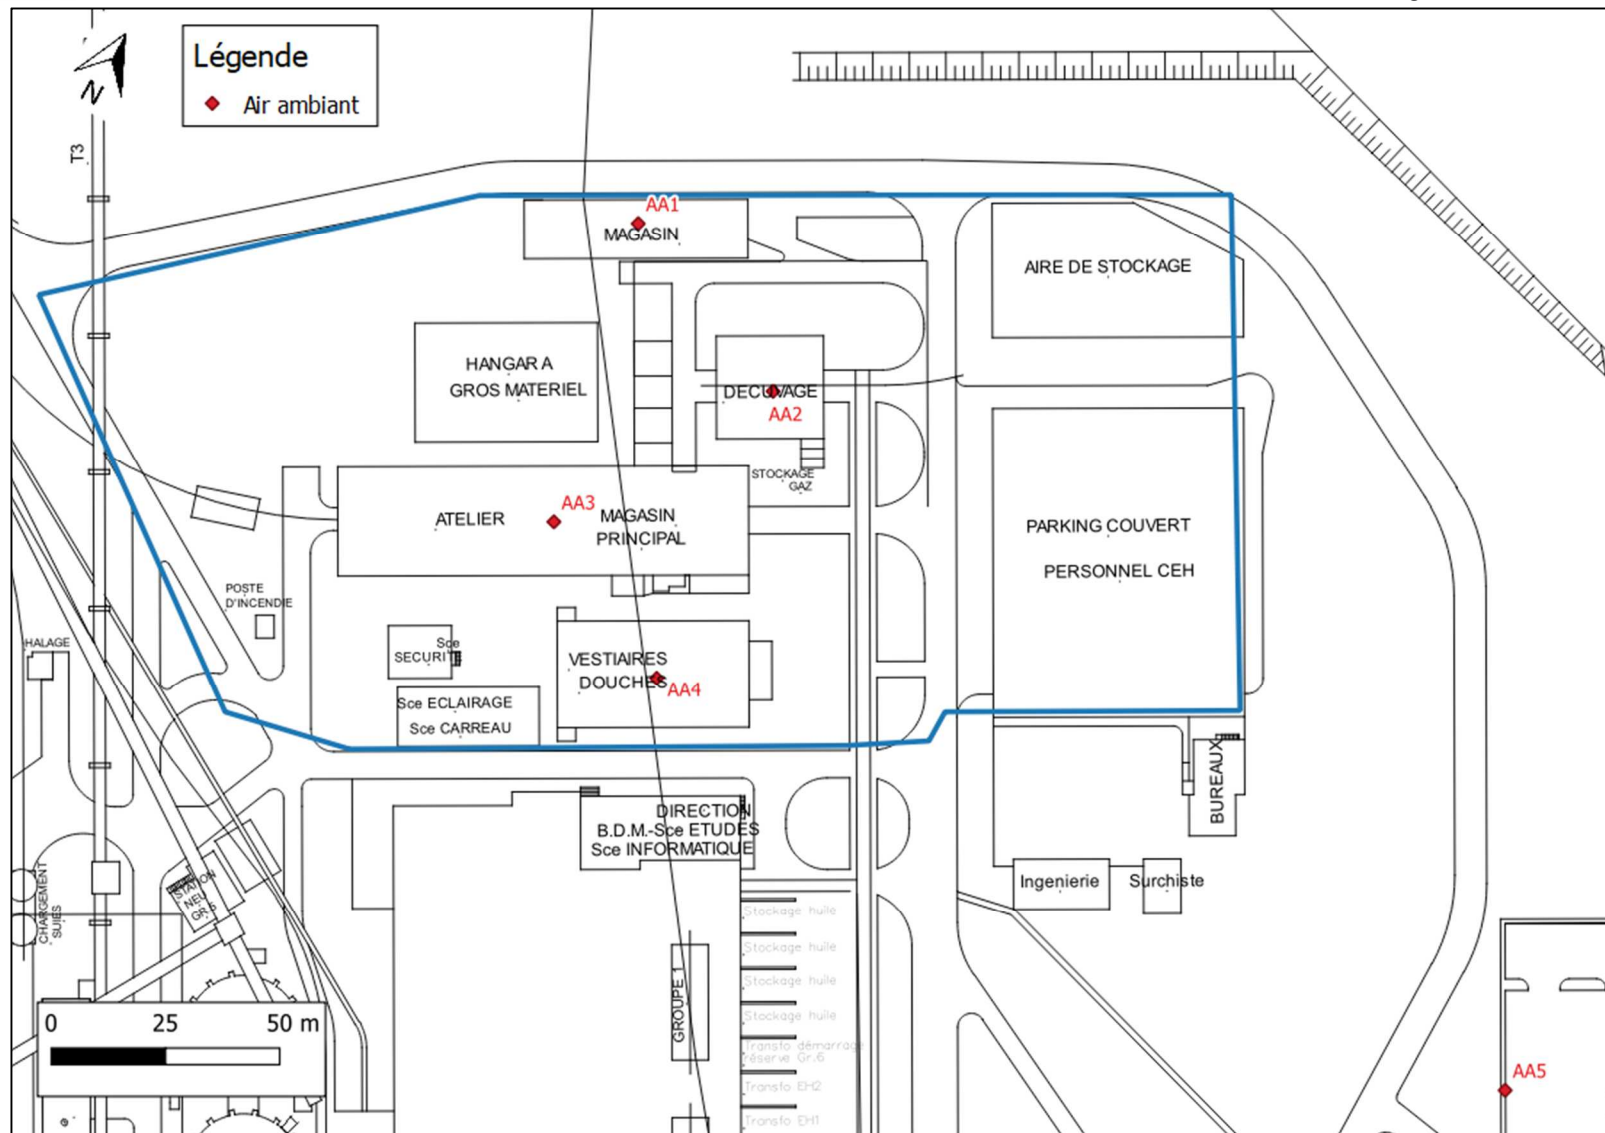 Légende
Air ambiant
N
T3
AA1
MAGASIN
AIRE DE STOCKAGE
HANGAR A
GROS MATERIEL
DECUVAGE
AA2
STOCKAGE
GAZ
AA3
ATELIER
MAGASIN
PRINCIPAL
PARKING COUVERT
PERSONNEL CEH
POSTE
D'INCENDIE
HALAGE
Sce
SECURITE
VESTIAIRES
DOUCHES
AA4
Sce ECLAIRAGE
Sce CARREAU
BUREAUX
DIRECTION
B.D.M.-Sce ETUDES
Sce INFORMATIQUE
Ingenierie
Surchiste
CHARGEMENT
SUIES
STATION
NEU
GR.5
Stockage huile
Stockage huile
Stockage huile
Stockage huile
GROUPE 1
Transfo démarrage
réserve Gr.6
Transfo EH2
Transfo EH1
AA5
0 25 50 m